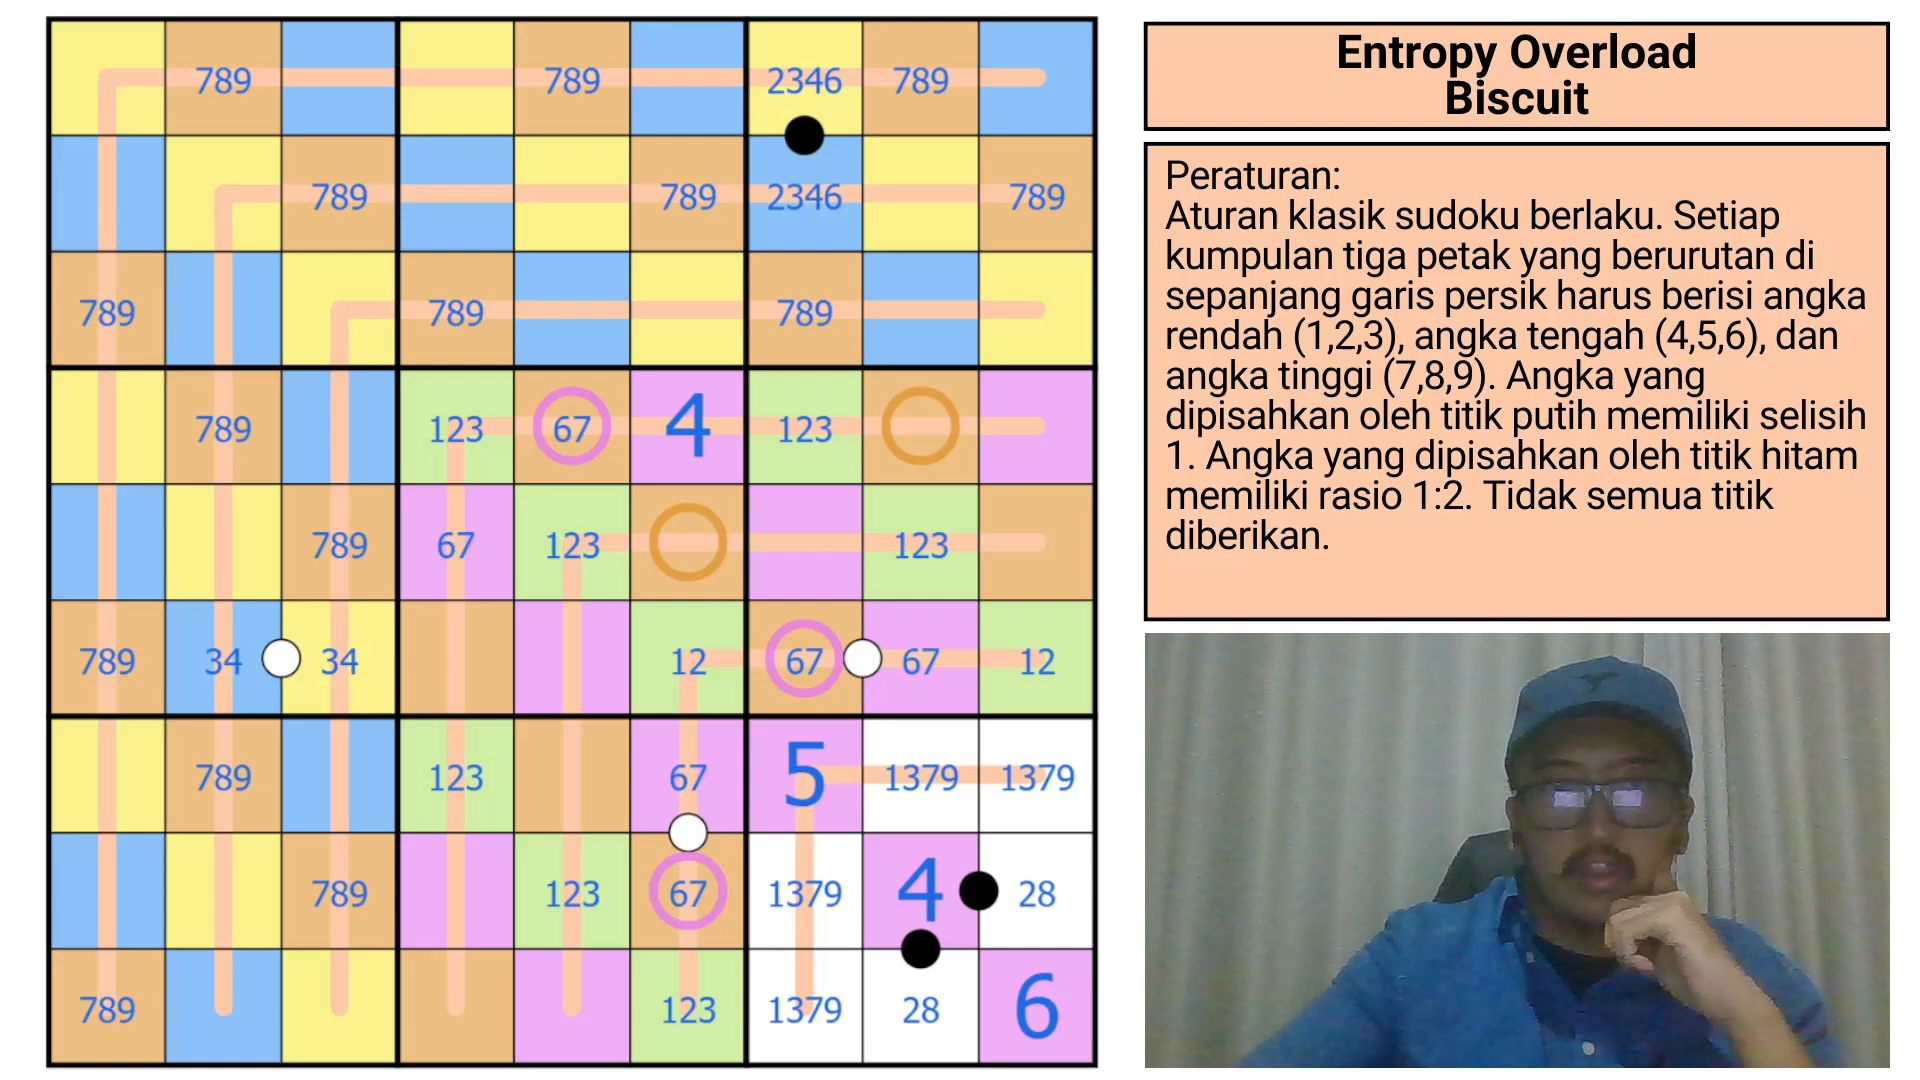 789 789 2346 789
789 789 2346 789
789 789 789
789 123 67 4 123
789 67 123 123
789 34 34 12 67 67 12
789 123 67 5 1379 1379
789 123 67 1379 4 28
789 123 1379 28 6
Entropy Overload
Biscuit
Peraturan:
Aturan klasik sudoku berlaku. Setiap
kumpulan tiga petak yang berurutan di
sepanjang garis persik harus berisi angka
rendah (1,2,3), angka tengah (4,5,6), dan
angka tinggi (7,8,9). Angka yang
dipisahkan oleh titik putih memiliki selisih
1. Angka yang dipisahkan oleh titik hitam
memiliki rasio 1:2. Tidak semua titik
diberikan.